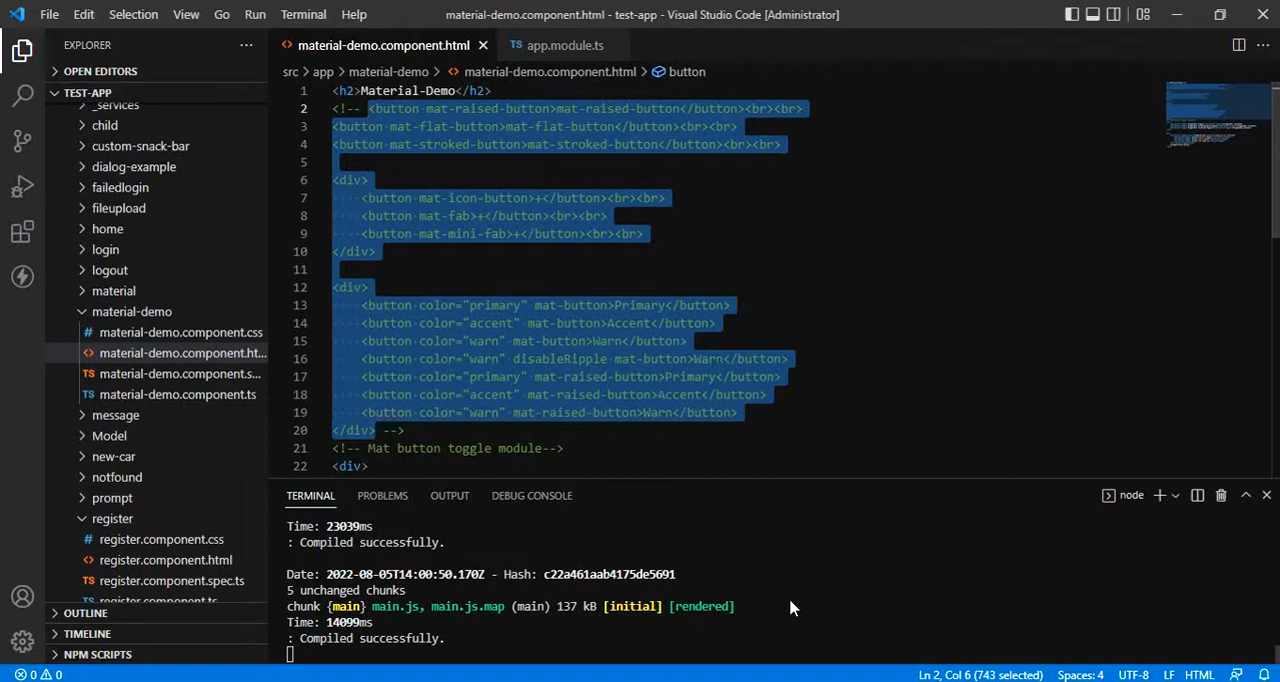 File Edit Selection View Go Run Terminal Help material-demo.component.html - test-app - Visual Studio Code [Administrator]
EXPLORER
material-demo.component.html
TS app.module.ts
OPEN EDITORS
src > app > material-demo > material-demo.component.html > button
TEST-APP
_services
child
custom-snack-bar
dialog-example
failedlogin
fileupload
home
login
logout
material
material-demo
# material-demo.component.css
material-demo.component.ht...
TS material-demo.component.s...
TS material-demo.component.ts
message
Model
new-car
notfound
prompt
register
# register.component.css
register.component.html
TS register.component.spec.ts
TS register.component.ts
OUTLINE
TIMELINE
NPM SCRIPTS
1 <h2>Material-Demo</h2>
2 <!-- <button mat-raised-button>mat-raised-button</button><br><br>
3 <button mat-flat-button>mat-flat-button</button><br><br>
4 <button mat-stroked-button>mat-stroked-button</button><br><br>
5
6 <div>
7 <button mat-icon-button>+</button><br><br>
8 <button mat-fab>+</button><br><br>
9 <button mat-mini-fab>+</button><br><br>
10 </div>
11
12 <div>
13 <button color="primary" mat-button>Primary</button>
14 <button color="accent" mat-button>Accent</button>
15 <button color="warn" mat-button>Warn</button>
16 <button color="warn" disableRipple mat-button>Warn</button>
17 <button color="primary" mat-raised-button>Primary</button>
18 <button color="accent" mat-raised-button>Accent</button>
19 <button color="warn" mat-raised-button>Warn</button>
20 </div> -->
21 <!-- Mat button toggle module-->
22 <div>
TERMINAL PROBLEMS OUTPUT DEBUG CONSOLE
node
Time: 23039ms
: Compiled successfully.
Date: 2022-08-05T14:00:50.170Z - Hash: c22a461aab4175de5691
5 unchanged chunks
chunk {main} main.js, main.js.map (main) 137 kB [initial] [rendered]
Time: 14099ms
: Compiled successfully.
0 0 Ln 2, Col 6 (743 selected) Spaces: 4 UTF-8 LF HTML